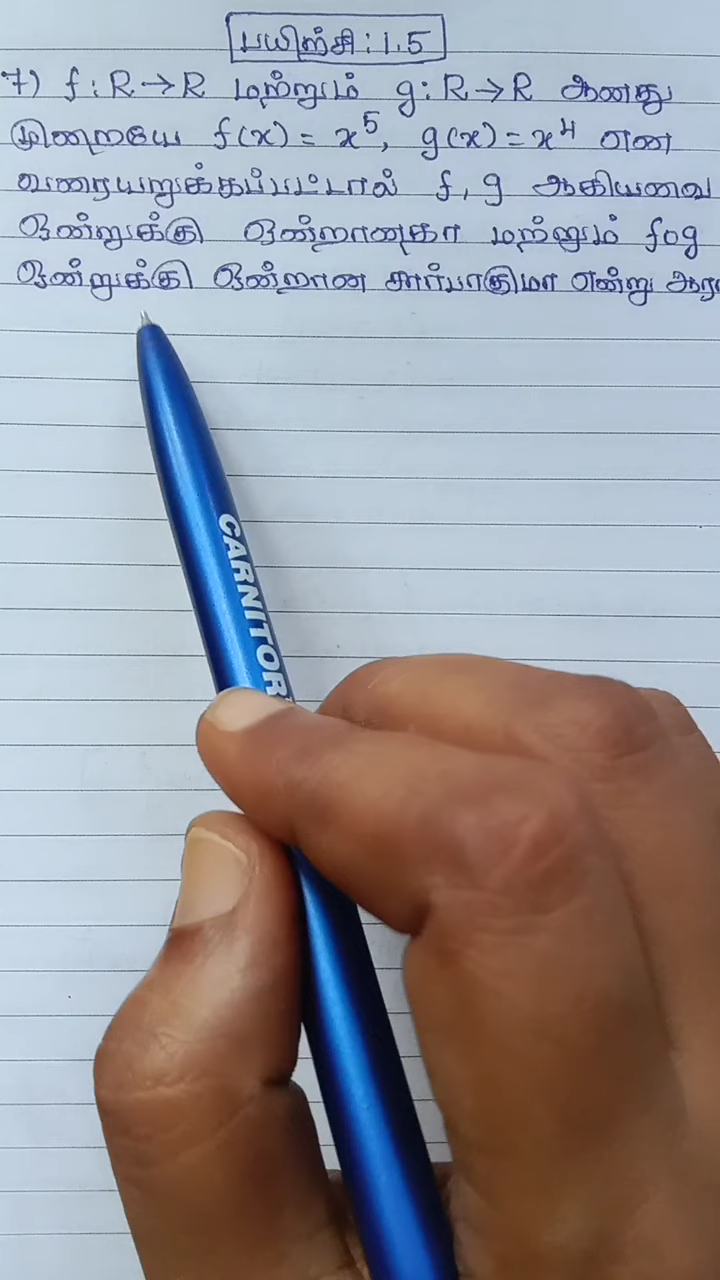 பயிற்சி : 1.5
7) f : R → R மற்றும் g : R → R ஆனது
முறையே f(x) = x⁵, g(x) = x⁴ என
வரையறுக்கப்பட்டால் f, g ஆகியவை
ஒன்றுக்கு ஒன்றானதா மற்றும் fog
ஒன்றுக்கு ஒன்றான சார்பாகுமா என்று
CARNITOR